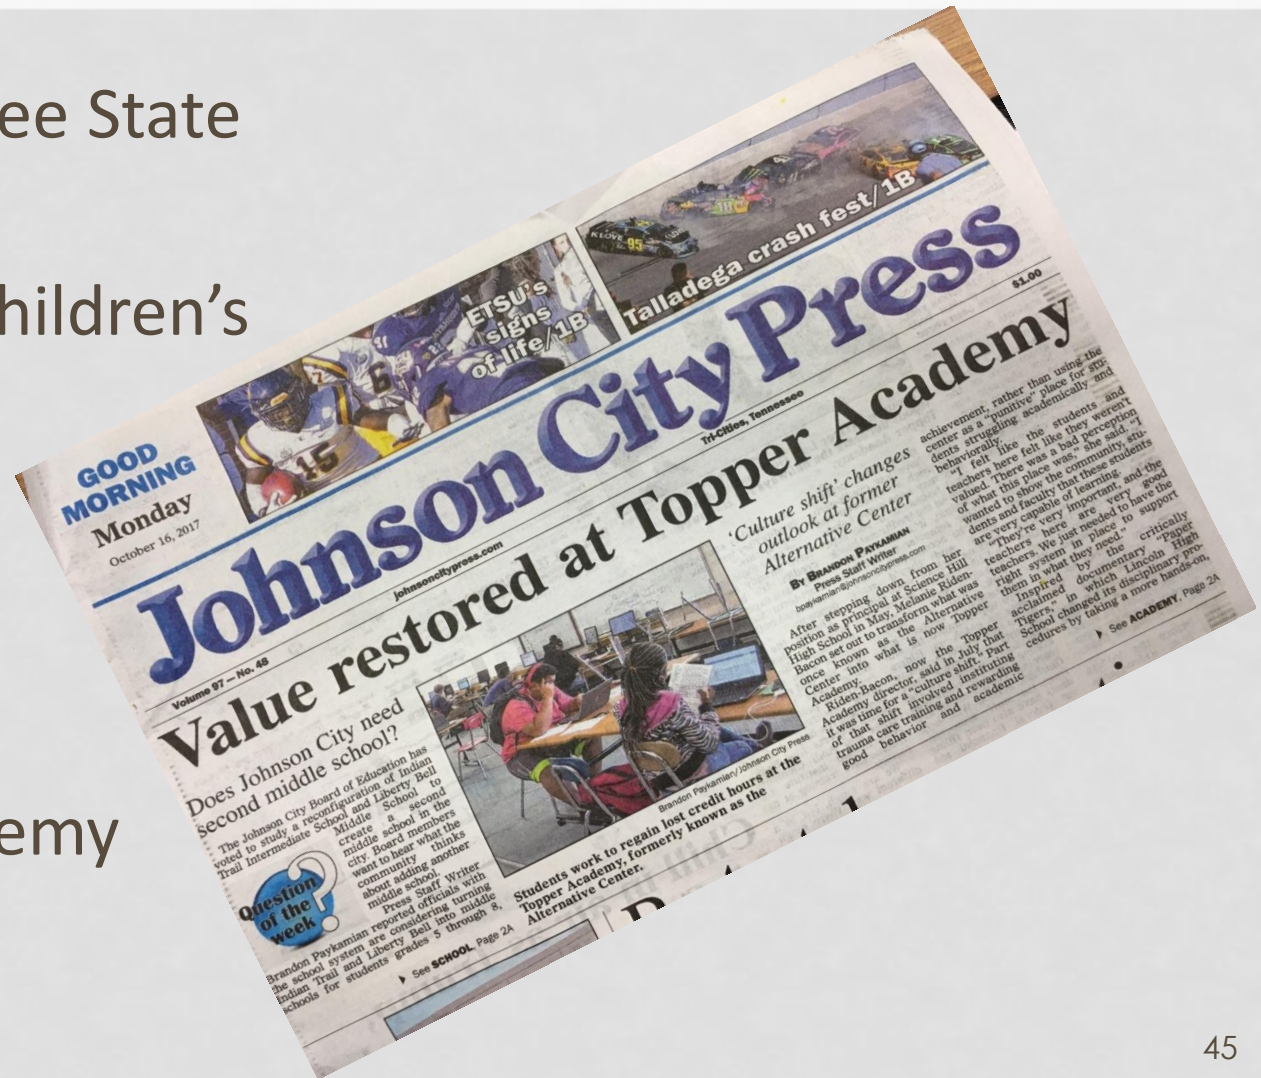 ee State
hildren’s
emy
ETSU's
signs
of life/1B
Talladega crash fest/1B
GOOD
MORNING
Monday
October 16, 2017
Johnson City Press
Volume 97 – No. 48
johnsoncitypress.com
Tri-Cities, Tennessee
$1.00
Value restored at Topper Academy
Does Johnson City need
second middle school?
The Johnson City Board of Education has
voted to study a reconfiguration of Indian
Trail Intermediate School and Liberty Bell
Middle School to
create a second
middle school in the
city. Board members
want to hear what the
community thinks
about adding another
middle school.
Press Staff Writer
Brandon Paykamian reported officials with
the school system are considering turning
Indian Trail and Liberty Bell into middle
schools for students grades 5 through 8,
Question
of the
week
?
See SCHOOL, Page 2A
Brandon Paykamian/Johnson City Press
Students work to regain lost credit hours at the
Topper Academy, formerly known as the
Alternative Center.
‘Culture shift’ changes
outlook at former
Alternative Center
By Brandon Paykamian
Press Staff Writer
bpaykamian@johnsoncitypress.com
After stepping down from her
position as principal at Science Hill
High School in May, Melanie Riden-
Bacon set out to transform what was
once known as the Alternative
Center into what is now Topper
Academy.
Riden-Bacon, now the Topper
Academy director, said in July that
it was time for a “culture shift.” Part
of that shift involved instituting
trauma care training and rewarding
good behavior and academic
achievement, rather than using the
center as a “punitive” place for stu-
dents struggling academically and
behaviorally.
“I felt like the students and
teachers here felt like they weren’t
valued. There was a bad perception
of what this place was,” she said. “I
wanted to show the community, stu-
dents and faculty that these students
are very capable of learning.
“They’re very important, and the
teachers here are very good
teachers. We just needed to have the
right system in place to support
them in what they need.”
Inspired by the critically
acclaimed documentary “Paper
Tigers,” in which Lincoln High
School changed its disciplinary pro-
cedures by taking a more hands-on,
See ACADEMY, Page 2A
45